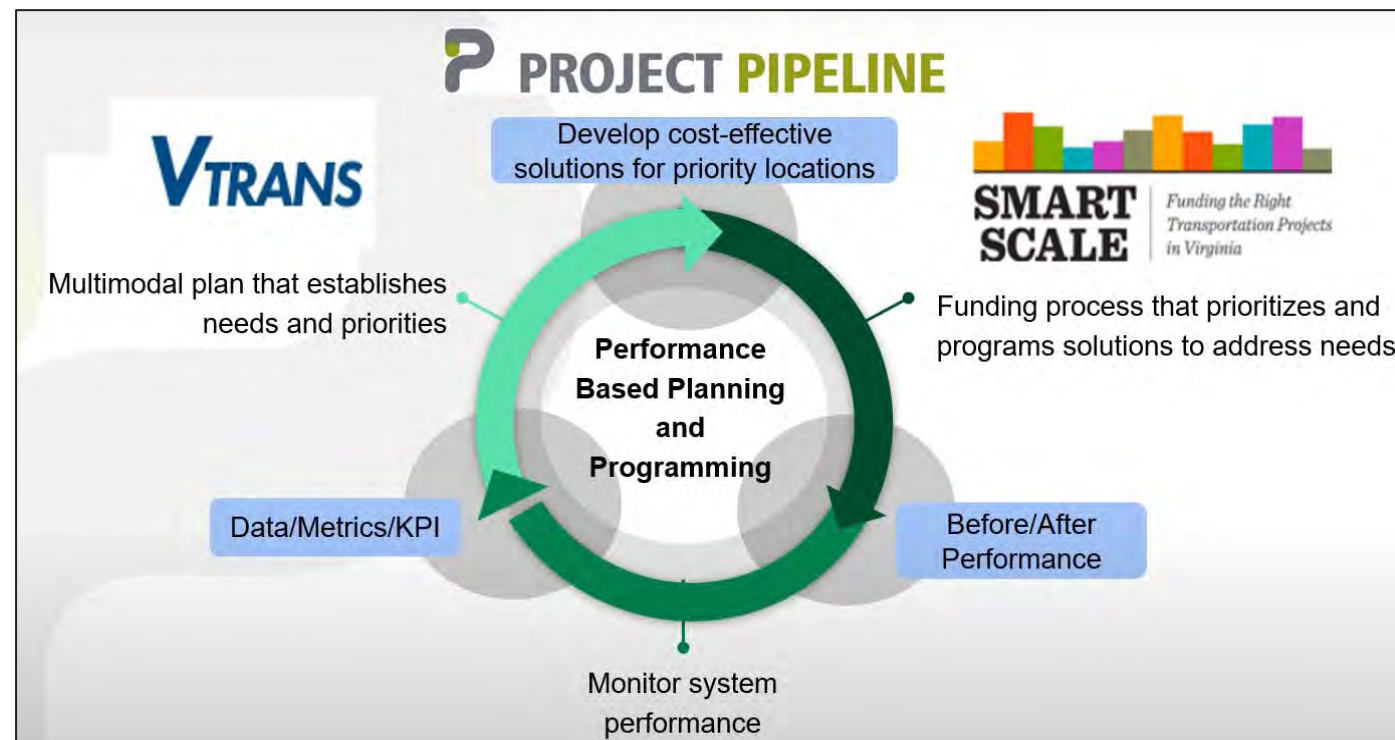 PROJECT PIPELINE
Develop cost-effective
solutions for priority locations
VTRANS
SMART
SCALE
Funding the Right
Transportation Projects
in Virginia
Multimodal plan that establishes
needs and priorities
Funding process that prioritizes and
programs solutions to address needs
Performance
Based Planning
and
Programming
Data/Metrics/KPI
Before/After
Performance
Monitor system
performance